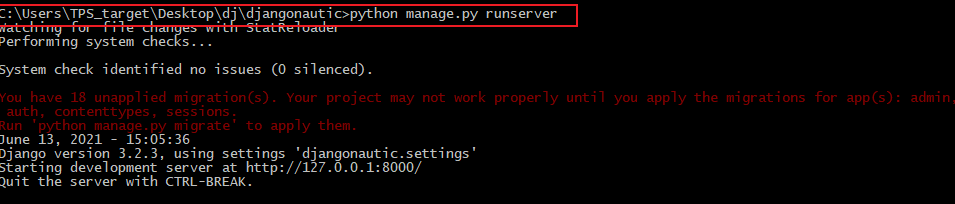 C:\Users\TPS_target\Desktop\dj\djangonautic>python manage.py runserver
Watching for file changes with StatReloader
Performing system checks...
System check identified no issues (0 silenced).
You have 18 unapplied migration(s). Your project may not work properly until you apply the migrations for app(s): admin,
auth, contenttypes, sessions.
Run 'python manage.py migrate' to apply them.
June 13, 2021 - 15:05:36
Django version 3.2.3, using settings 'djangonautic.settings'
Starting development server at http://127.0.0.1:8000/
Quit the server with CTRL-BREAK.